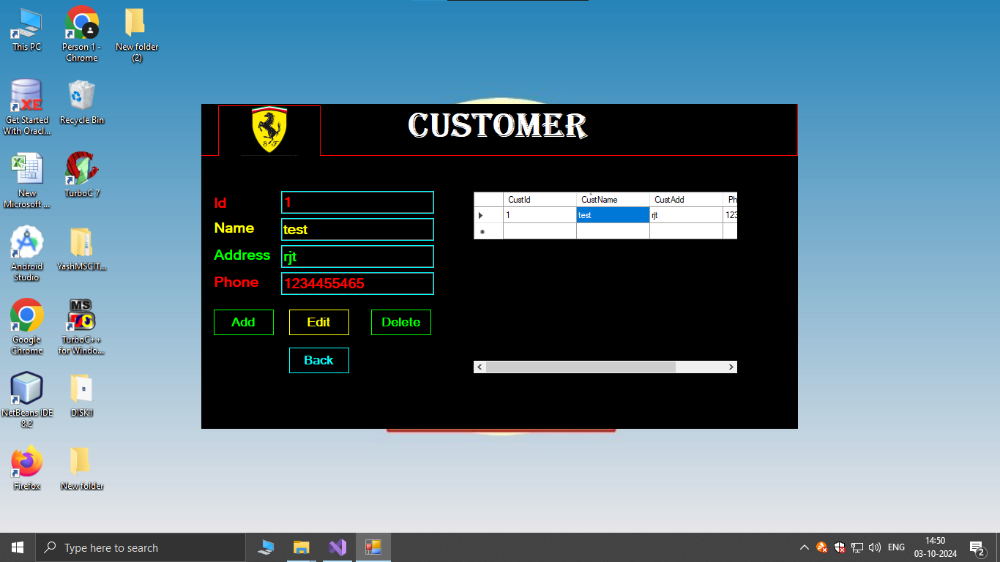 This PC
Person 1 -
Chrome
New folder
(2)
Get Started
With Oracl...
Recycle Bin
New
Microsoft ...
TurboC 7
Android
Studio
YashMSCIT...
Google
Chrome
TurboC++
for Windo...
NetBeans IDE
8.2
DISK1
Firefox
New folder
XE
MS
S F
CUSTOMER
Id
1
Name
test
Address
rjt
Phone
1234455465
Add
Edit
Delete
Back
CustId
CustName
CustAdd
Ph
1
test
rjt
123
Type here to search
ENG
14:50
03-10-2024
2